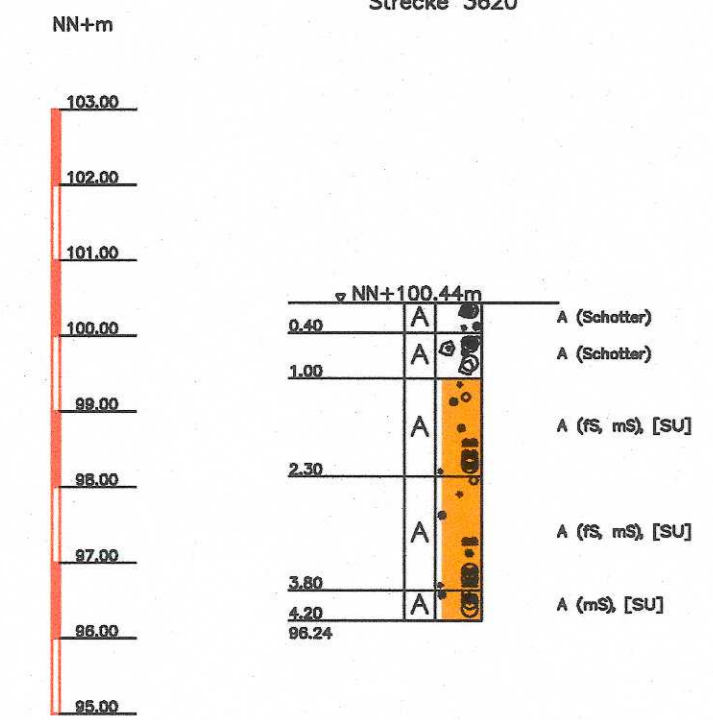 Strecke 3620
NN+m
103.00
102.00
101.00
100.00
99.00
98.00
97.00
96.00
95.00
NN+100.44m
0.40 A A (Schotter)
1.00 A A (Schotter)
2.30 A A (fS, mS), [SU]
3.80 A A (fS, mS), [SU]
4.20 A A (mS), [SU]
96.24